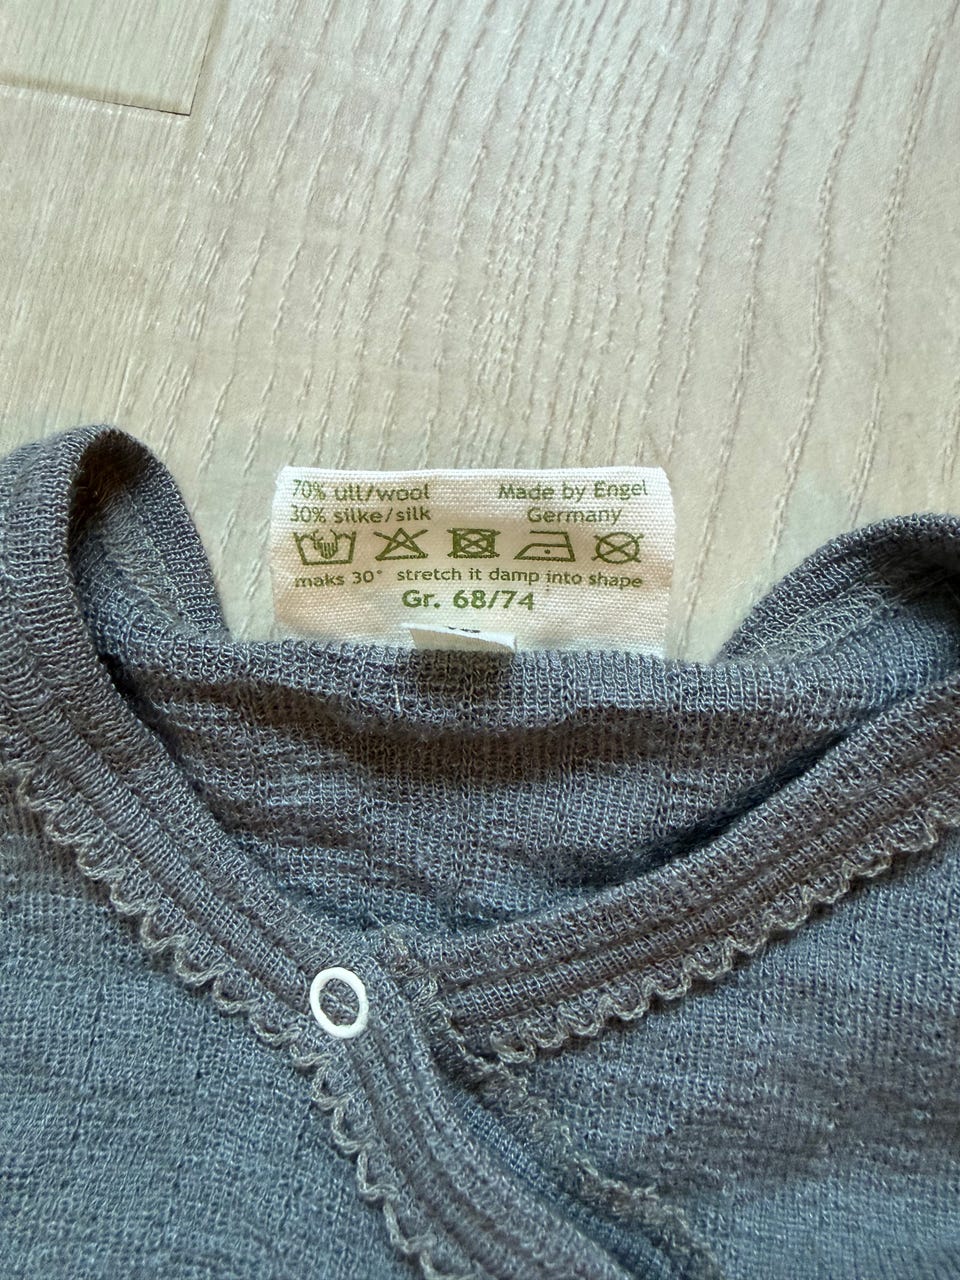 70% ull/wool
30% silke/silk
Made by Engel
Germany
maks 30° stretch it damp into shape
Gr. 68/74